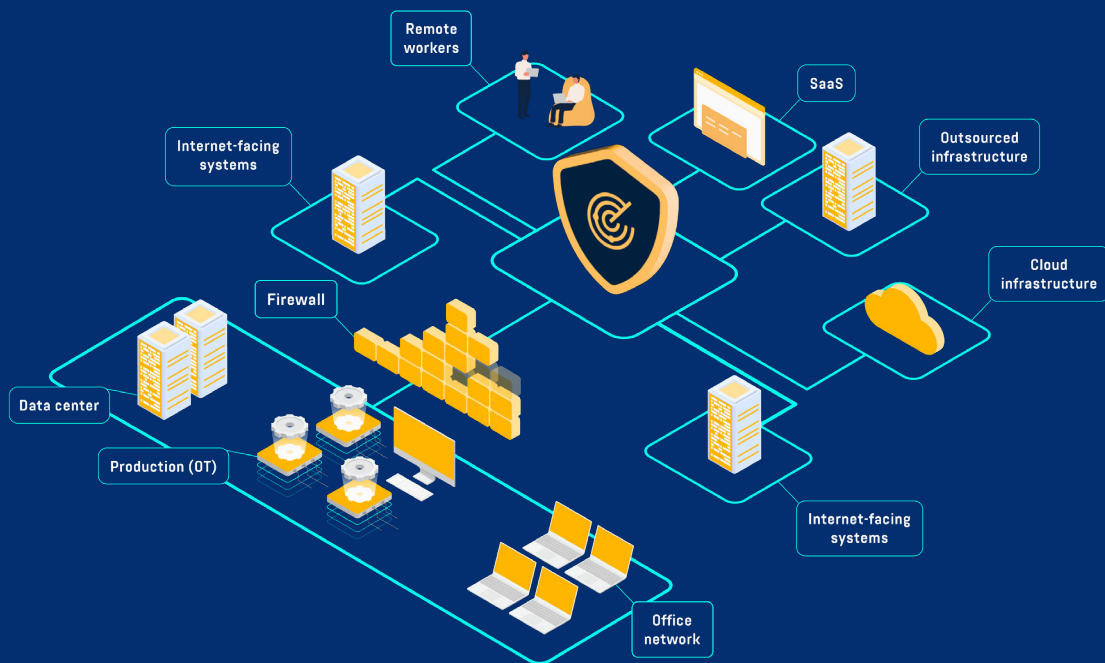 Remote
workers
SaaS
Internet-facing
systems
Outsourced
infrastructure
Cloud
infrastructure
Firewall
Data center
Production (OT)
Internet-facing
systems
Office
network